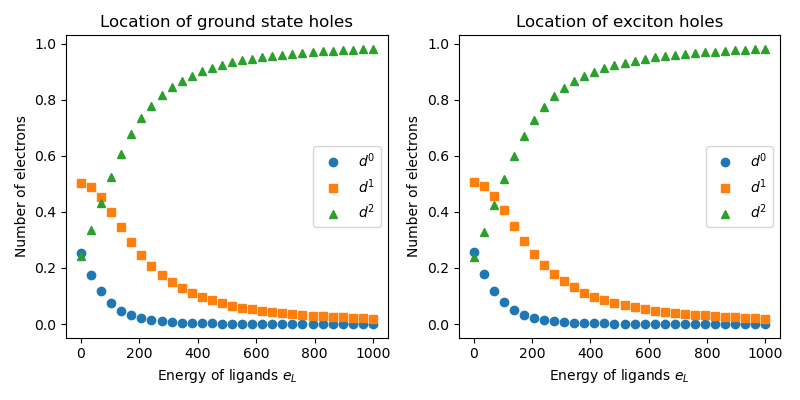 Location of ground state holes
Number of electrons
1.0
0.8
0.6
0.4
0.2
0.0
d⁰
d¹
d²
0 200 400 600 800 1000
Energy of ligands e_L
Location of exciton holes
Number of electrons
1.0
0.8
0.6
0.4
0.2
0.0
d⁰
d¹
d²
0 200 400 600 800 1000
Energy of ligands e_L